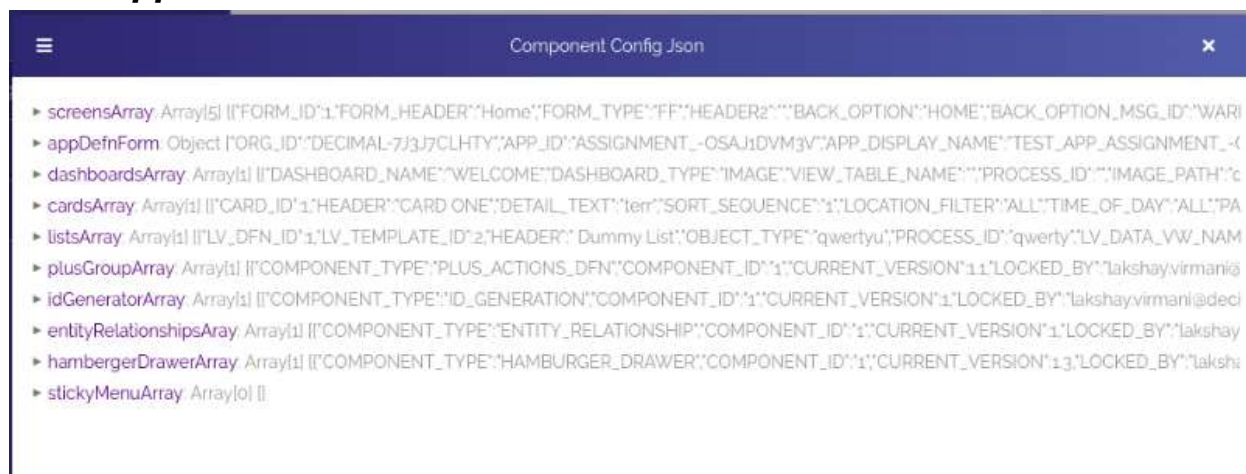 Component Config Json
screensArray: Array[5] [{"FORM_ID":1,"FORM_HEADER":"Home","FORM_TYPE":"FF","HEADER2":"","BACK_OPTION":"HOME","BACK_OPTION_MSG_ID":"WARI
appDefnForm: Object {"ORG_ID":"DECIMAL-7J3J7CLHTY","APP_ID":"ASSIGNMENT_-OSAJ1DVM3V","APP_DISPLAY_NAME":"TEST_APP_ASSIGNMENT_-
dashboardsArray: Array[1] [{"DASHBOARD_NAME":"WELCOME","DASHBOARD_TYPE":"IMAGE","VIEW_TABLE_NAME":"","PROCESS_ID":"","IMAGE_PATH":"
cardsArray: Array[1] [{"CARD_ID":1,"HEADER":"CARD ONE","DETAIL_TEXT":"terr","SORT_SEQUENCE":"1","LOCATION_FILTER":"ALL","TIME_OF_DAY":"ALL","PA
listsArray: Array[1] [{"LV_DFN_ID":1,"LV_TEMPLATE_ID":2,"HEADER":" Dummy List","OBJECT_TYPE":"qwertyu","PROCESS_ID":"qwerty","LV_DATA_VW_NAM
plusGroupArray: Array[1] [{"COMPONENT_TYPE":"PLUS_ACTIONS_DFN","COMPONENT_ID":"1","CURRENT_VERSION":1.1,"LOCKED_BY":"lakshay.virmani@
idGeneratorArray: Array[1] [{"COMPONENT_TYPE":"ID_GENERATION","COMPONENT_ID":"1","CURRENT_VERSION":1,"LOCKED_BY":"lakshay.virmani@deci
entityRelationshipsAray: Array[1] [{"COMPONENT_TYPE":"ENTITY_RELATIONSHIP","COMPONENT_ID":"1","CURRENT_VERSION":1,"LOCKED_BY":"lakshay
hambergerDrawerArray: Array[1] [{"COMPONENT_TYPE":"HAMBURGER_DRAWER","COMPONENT_ID":"1","CURRENT_VERSION":1.3,"LOCKED_BY":"laksha
stickyMenuArray: Array[0] []